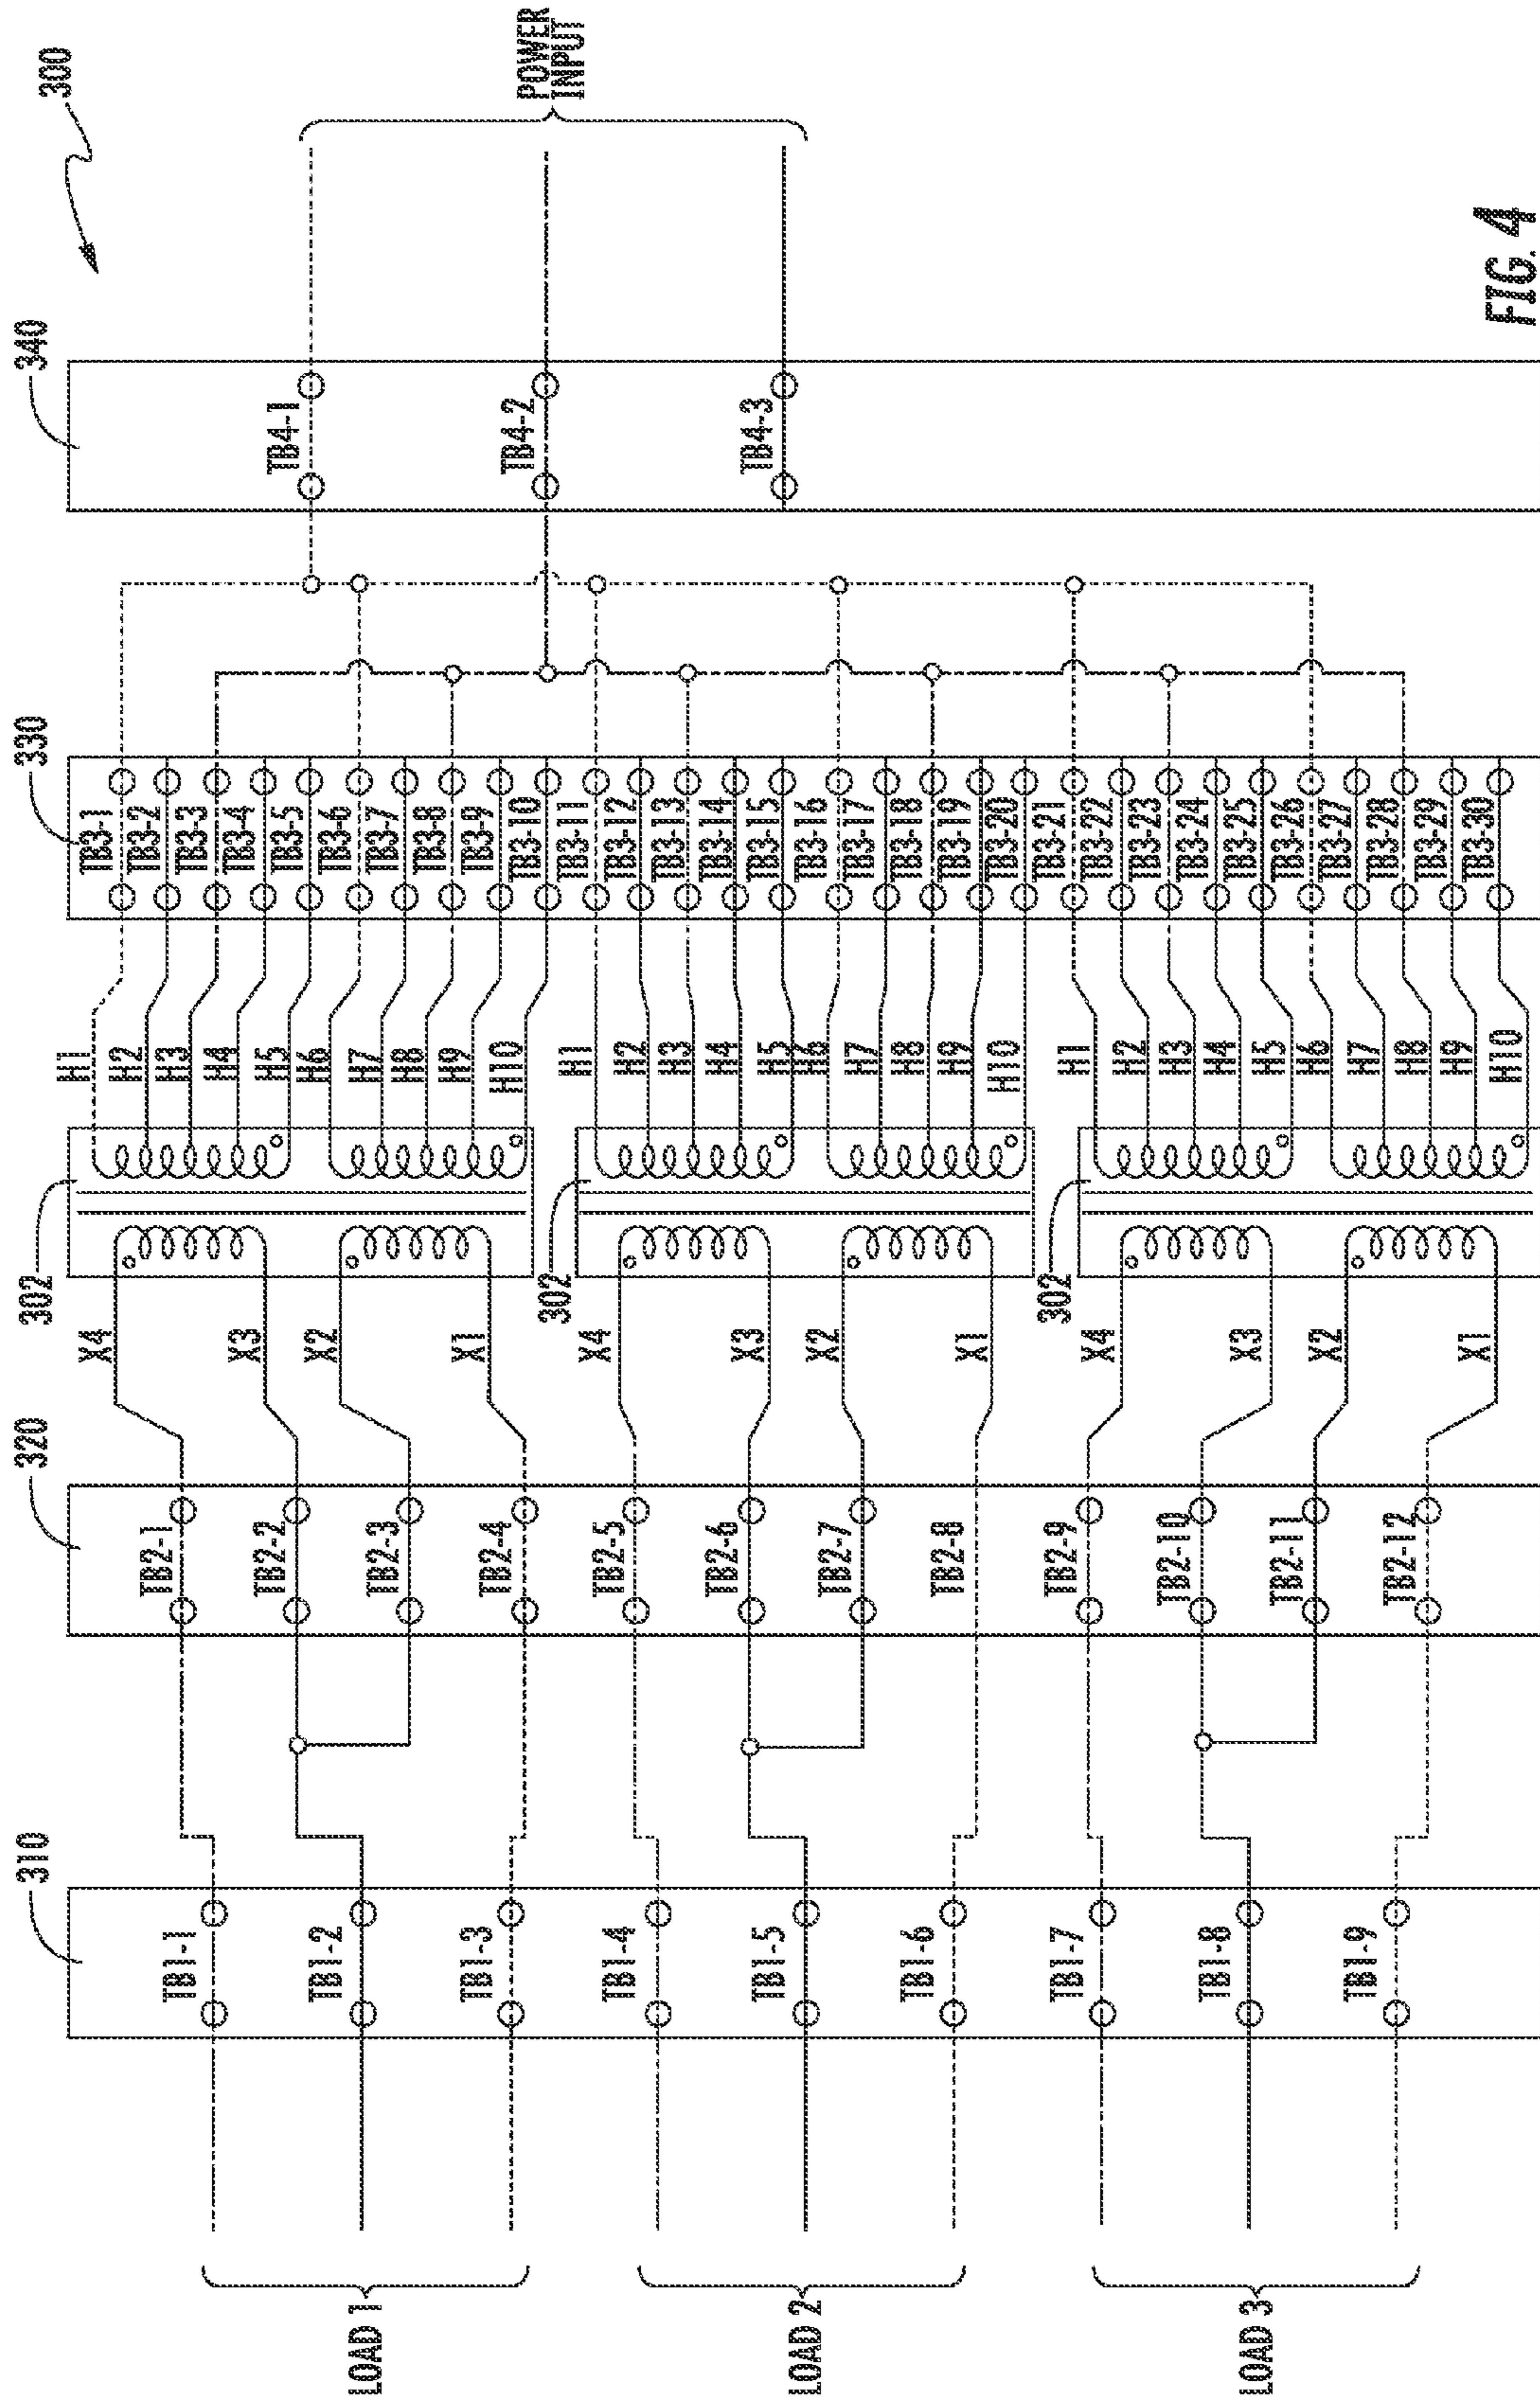 300
POWER
INPUT
340
TB4-1
TB4-2
TB4-3
330
TB3-1
TB3-2
TB3-3
TB3-4
TB3-5
TB3-6
TB3-7
TB3-8
TB3-9
TB3-10
TB3-11
TB3-12
TB3-13
TB3-14
TB3-15
TB3-16
TB3-17
TB3-18
TB3-19
TB3-20
TB3-21
TB3-22
TB3-23
TB3-24
TB3-25
TB3-26
TB3-27
TB3-28
TB3-29
TB3-30
H1
H2
H3
H4
H5
H6
H7
H8
H9
H10
H1
H2
H3
H4
H5
H6
H7
H8
H9
H10
H1
H2
H3
H4
H5
H6
H7
H8
H9
H10
302
302
302
X4
X3
X2
X1
X4
X3
X2
X1
X4
X3
X2
X1
320
TB2-1
TB2-2
TB2-3
TB2-4
TB2-5
TB2-6
TB2-7
TB2-8
TB2-9
TB2-10
TB2-11
TB2-12
310
TB1-1
TB1-2
TB1-3
TB1-4
TB1-5
TB1-6
TB1-7
TB1-8
TB1-9
LOAD 1
LOAD 2
LOAD 3
FIG. 4